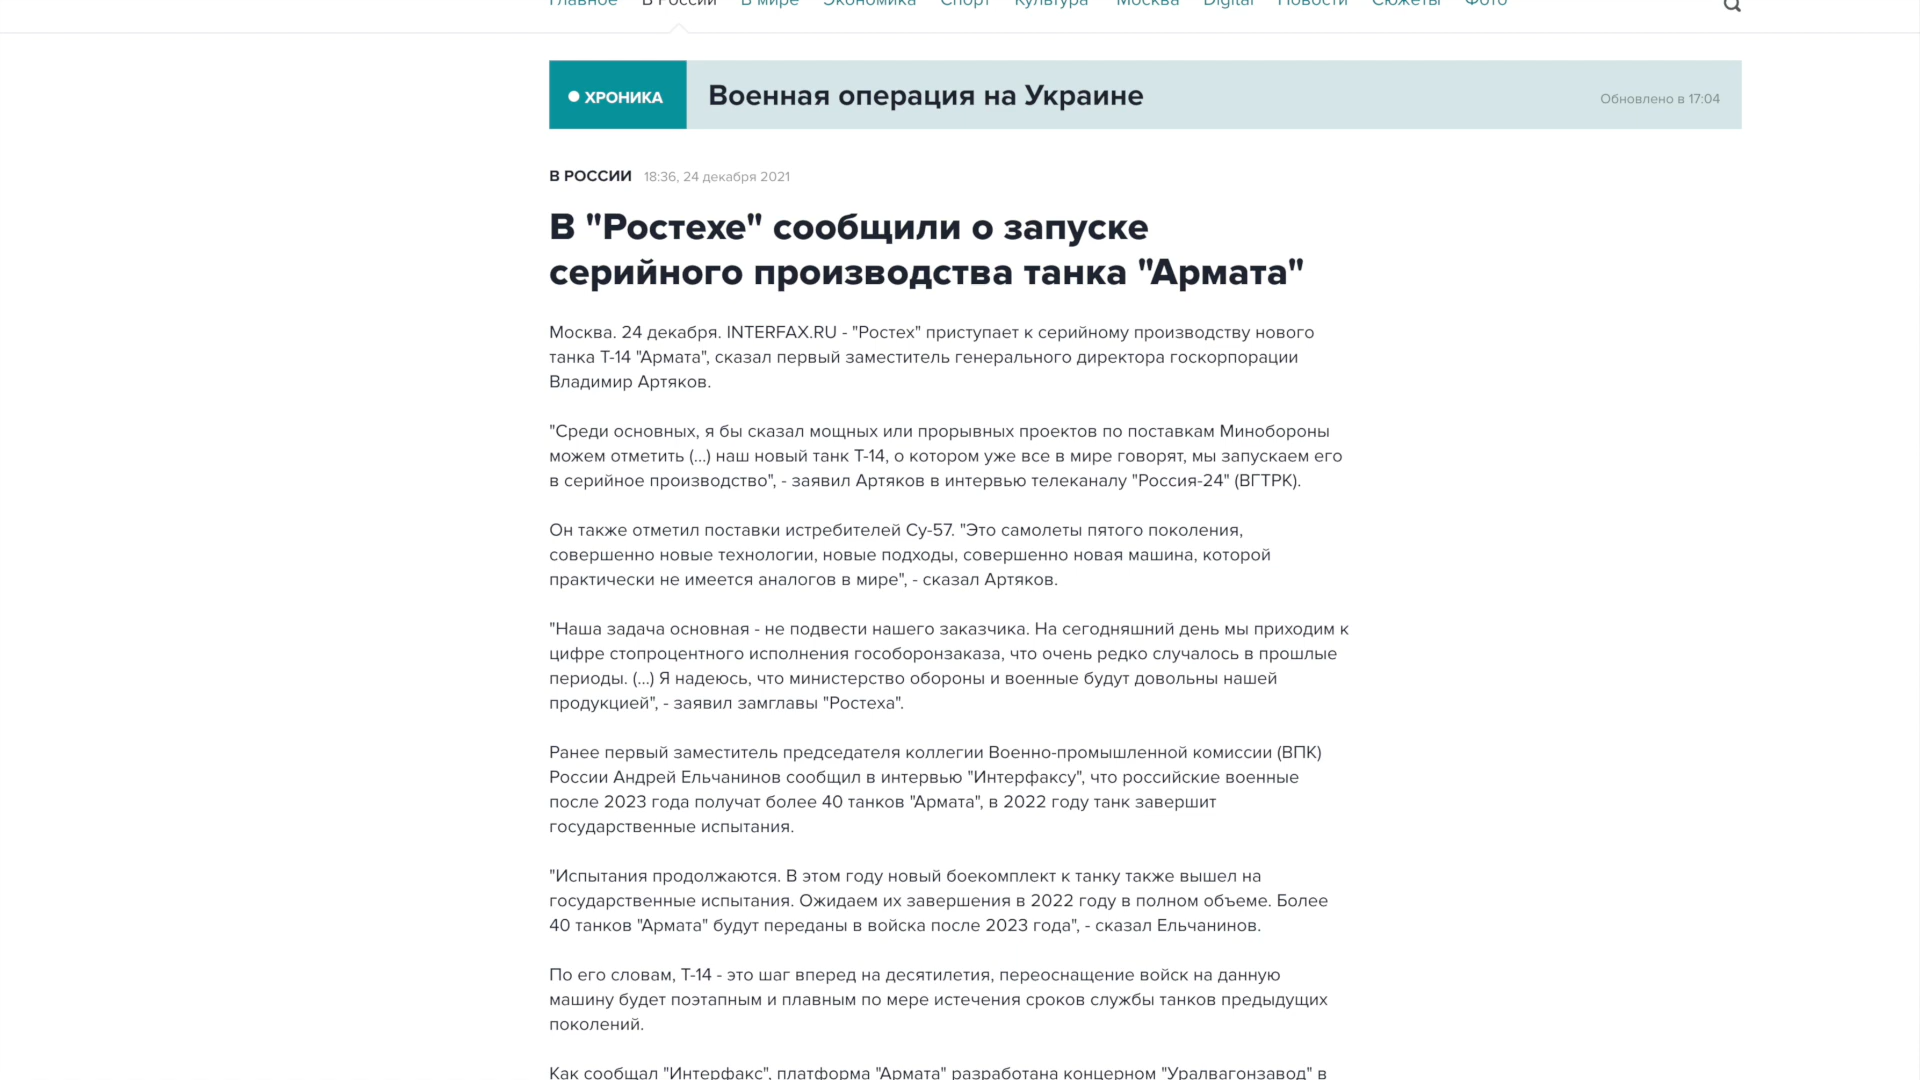 Главное В России В мире Экономика Спорт Культура Москва Digital Новости Сюжеты Фото
ХРОНИКА Военная операция на Украине Обновлено в 17:04
В РОССИИ 18:36, 24 декабря 2021
В "Ростехе" сообщили о запуске
серийного производства танка "Армата"
Москва. 24 декабря. INTERFAX.RU - "Ростех" приступает к серийному производству нового
танка Т-14 "Армата", сказал первый заместитель генерального директора госкорпорации
Владимир Артяков.
"Среди основных, я бы сказал мощных или прорывных проектов по поставкам Минобороны
можем отметить (...) наш новый танк Т-14, о котором уже все в мире говорят, мы запускаем его
в серийное производство", - заявил Артяков в интервью телеканалу "Россия-24" (ВГТРК).
Он также отметил поставки истребителей Су-57. "Это самолеты пятого поколения,
совершенно новые технологии, новые подходы, совершенно новая машина, которой
практически не имеется аналогов в мире", - сказал Артяков.
"Наша задача основная - не подвести нашего заказчика. На сегодняшний день мы приходим к
цифре стопроцентного исполнения гособоронзаказа, что очень редко случалось в прошлые
периоды. (...) Я надеюсь, что министерство обороны и военные будут довольны нашей
продукцией", - заявил замглавы "Ростеха".
Ранее первый заместитель председателя коллегии Военно-промышленной комиссии (ВПК)
России Андрей Ельчанинов сообщил в интервью "Интерфаксу", что российские военные
после 2023 года получат более 40 танков "Армата", в 2022 году танк завершит
государственные испытания.
"Испытания продолжаются. В этом году новый боекомплект к танку также вышел на
государственные испытания. Ожидаем их завершения в 2022 году в полном объеме. Более
40 танков "Армата" будут переданы в войска после 2023 года", - сказал Ельчанинов.
По его словам, Т-14 - это шаг вперед на десятилетия, переоснащение войск на данную
машину будет поэтапным и плавным по мере истечения сроков службы танков предыдущих
поколений.
Как сообщал "Интерфакс", платформа "Армата" разработана концерном "Уралвагонзавод" в